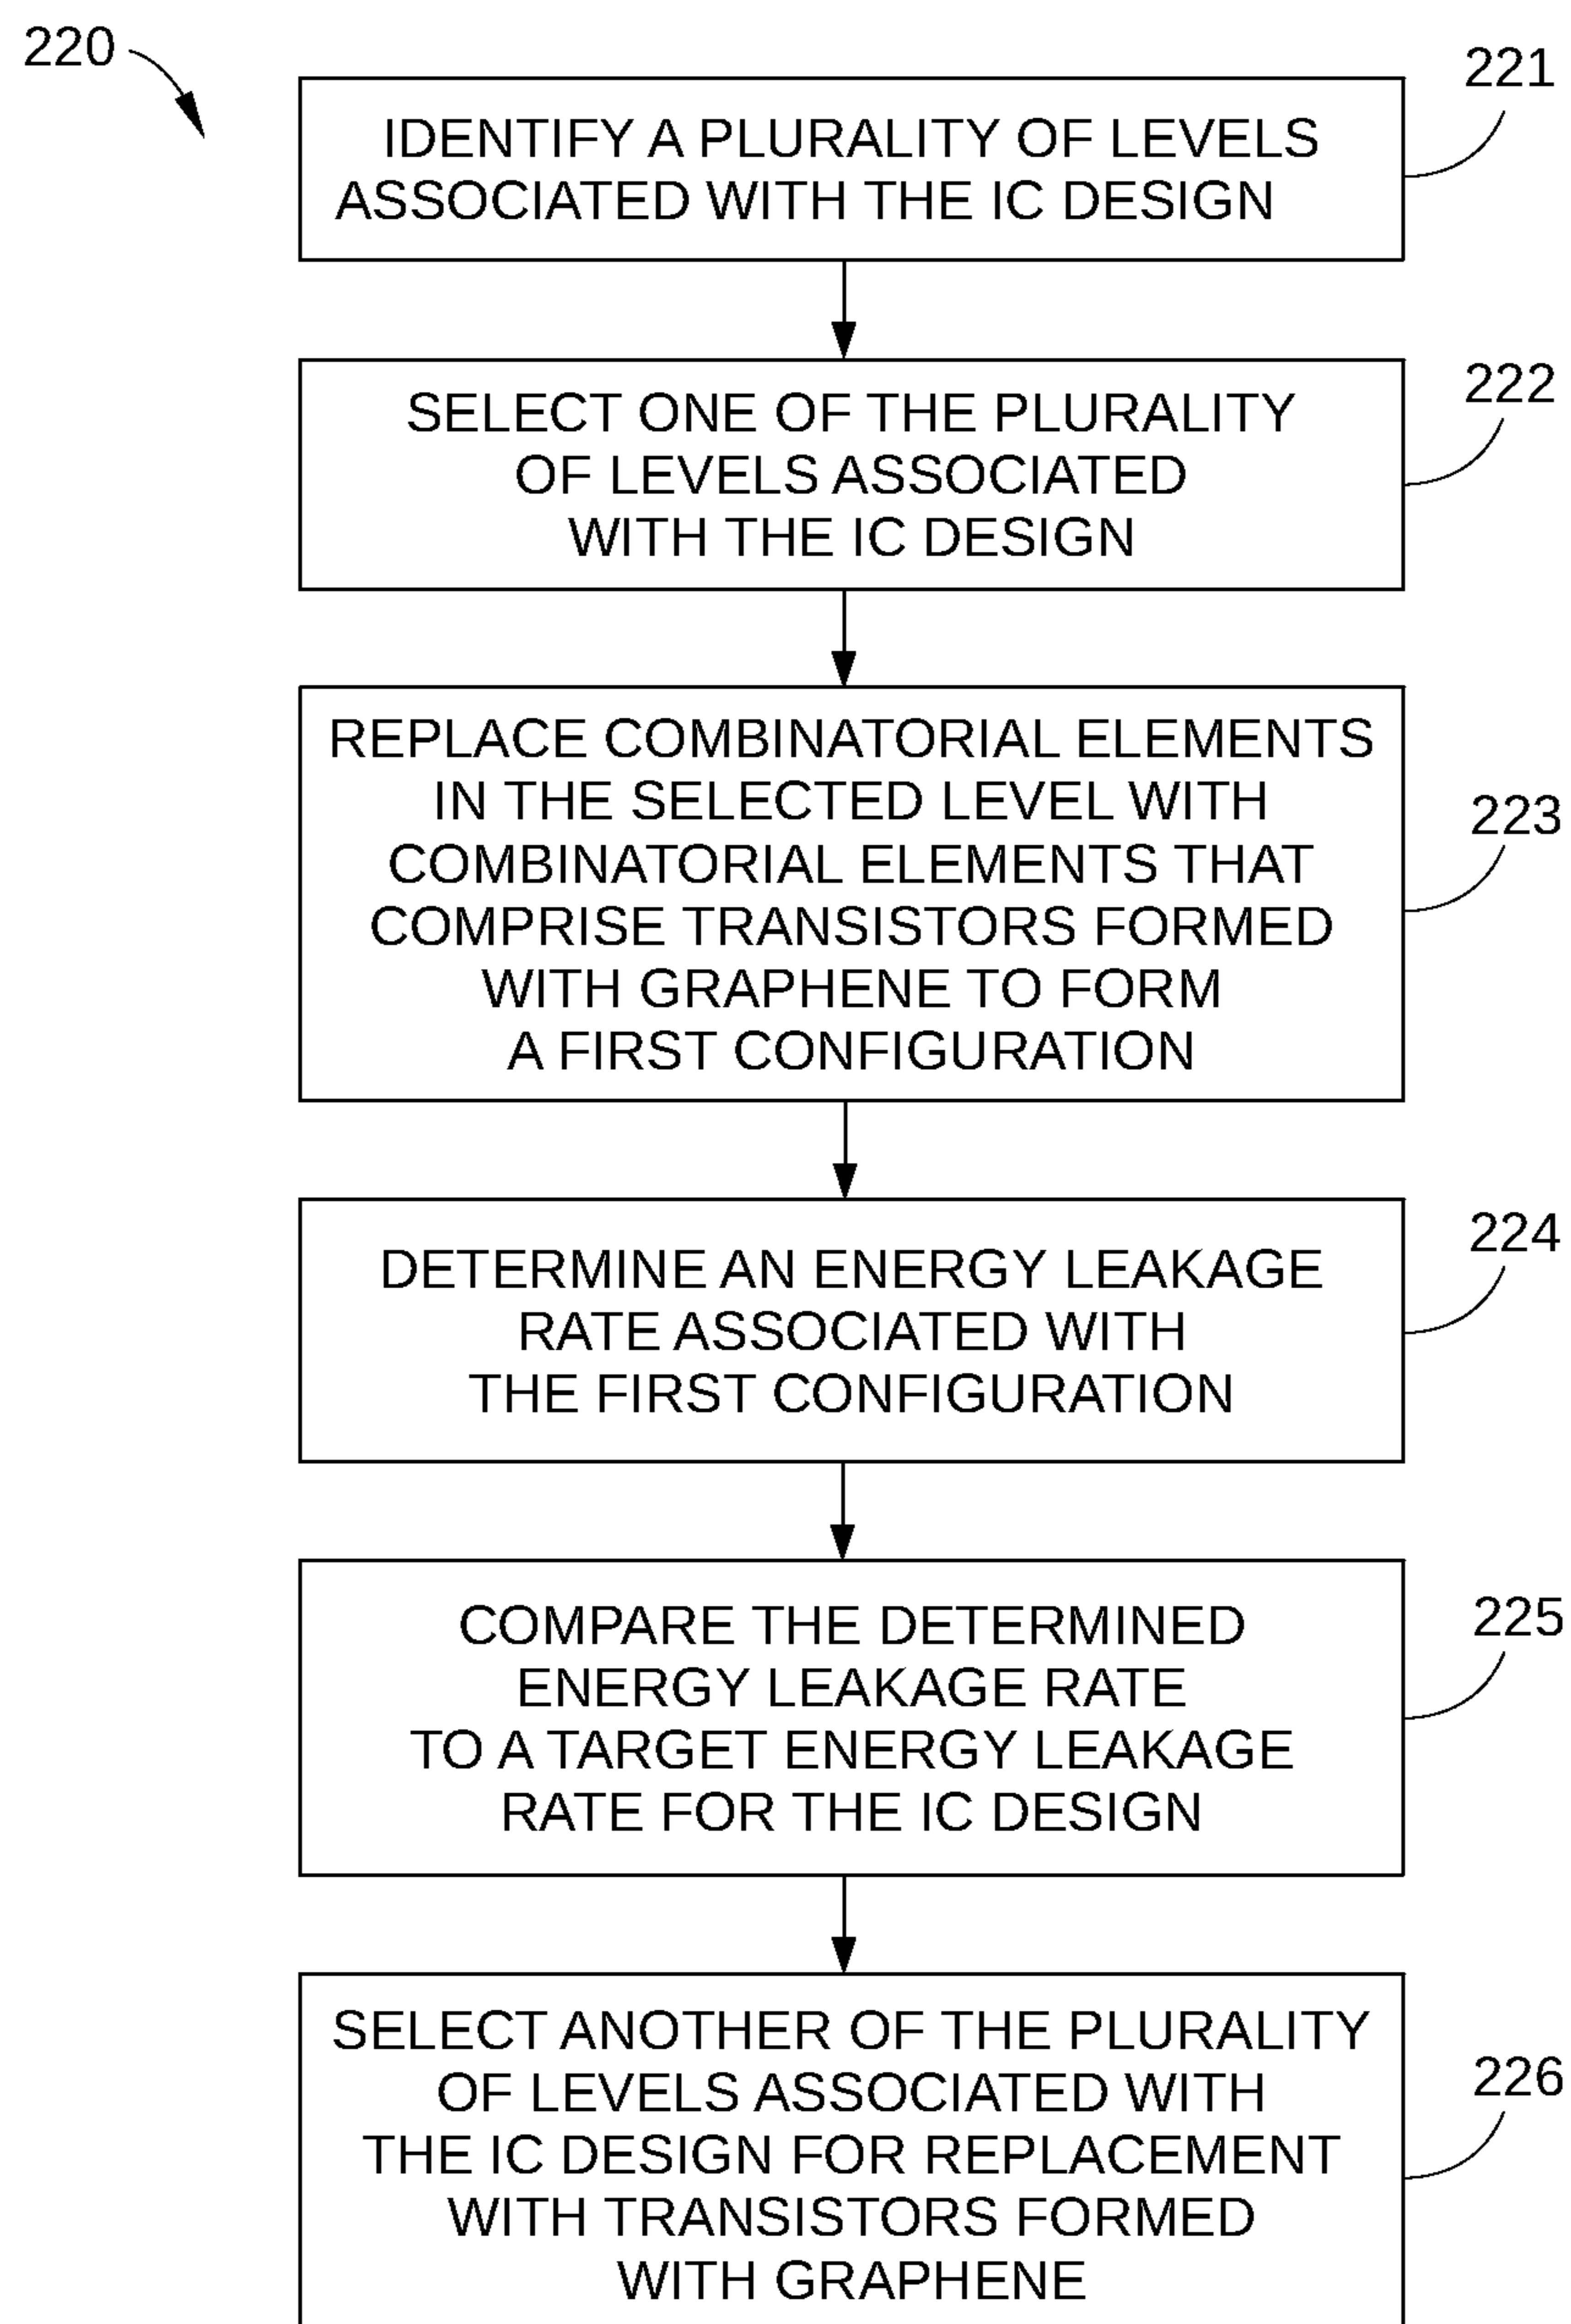 220
221
IDENTIFY A PLURALITY OF LEVELS
ASSOCIATED WITH THE IC DESIGN
222
SELECT ONE OF THE PLURALITY
OF LEVELS ASSOCIATED
WITH THE IC DESIGN
223
REPLACE COMBINATORIAL ELEMENTS
IN THE SELECTED LEVEL WITH
COMBINATORIAL ELEMENTS THAT
COMPRISE TRANSISTORS FORMED
WITH GRAPHENE TO FORM
A FIRST CONFIGURATION
224
DETERMINE AN ENERGY LEAKAGE
RATE ASSOCIATED WITH
THE FIRST CONFIGURATION
225
COMPARE THE DETERMINED
ENERGY LEAKAGE RATE
TO A TARGET ENERGY LEAKAGE
RATE FOR THE IC DESIGN
226
SELECT ANOTHER OF THE PLURALITY
OF LEVELS ASSOCIATED WITH
THE IC DESIGN FOR REPLACEMENT
WITH TRANSISTORS FORMED
WITH GRAPHENE